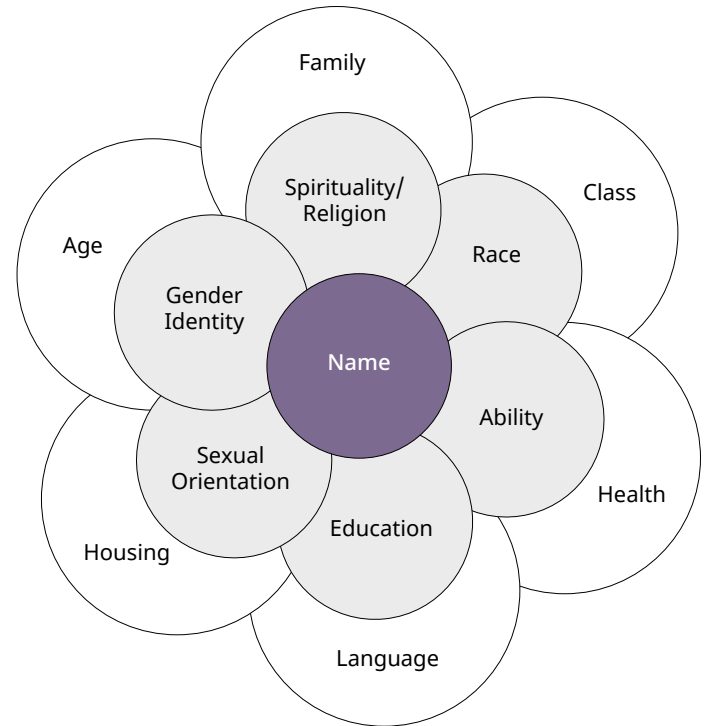 Family
Class
Spirituality/
Religion
Age
Race
Gender
Identity
Name
Ability
Sexual
Orientation
Health
Education
Housing
Language